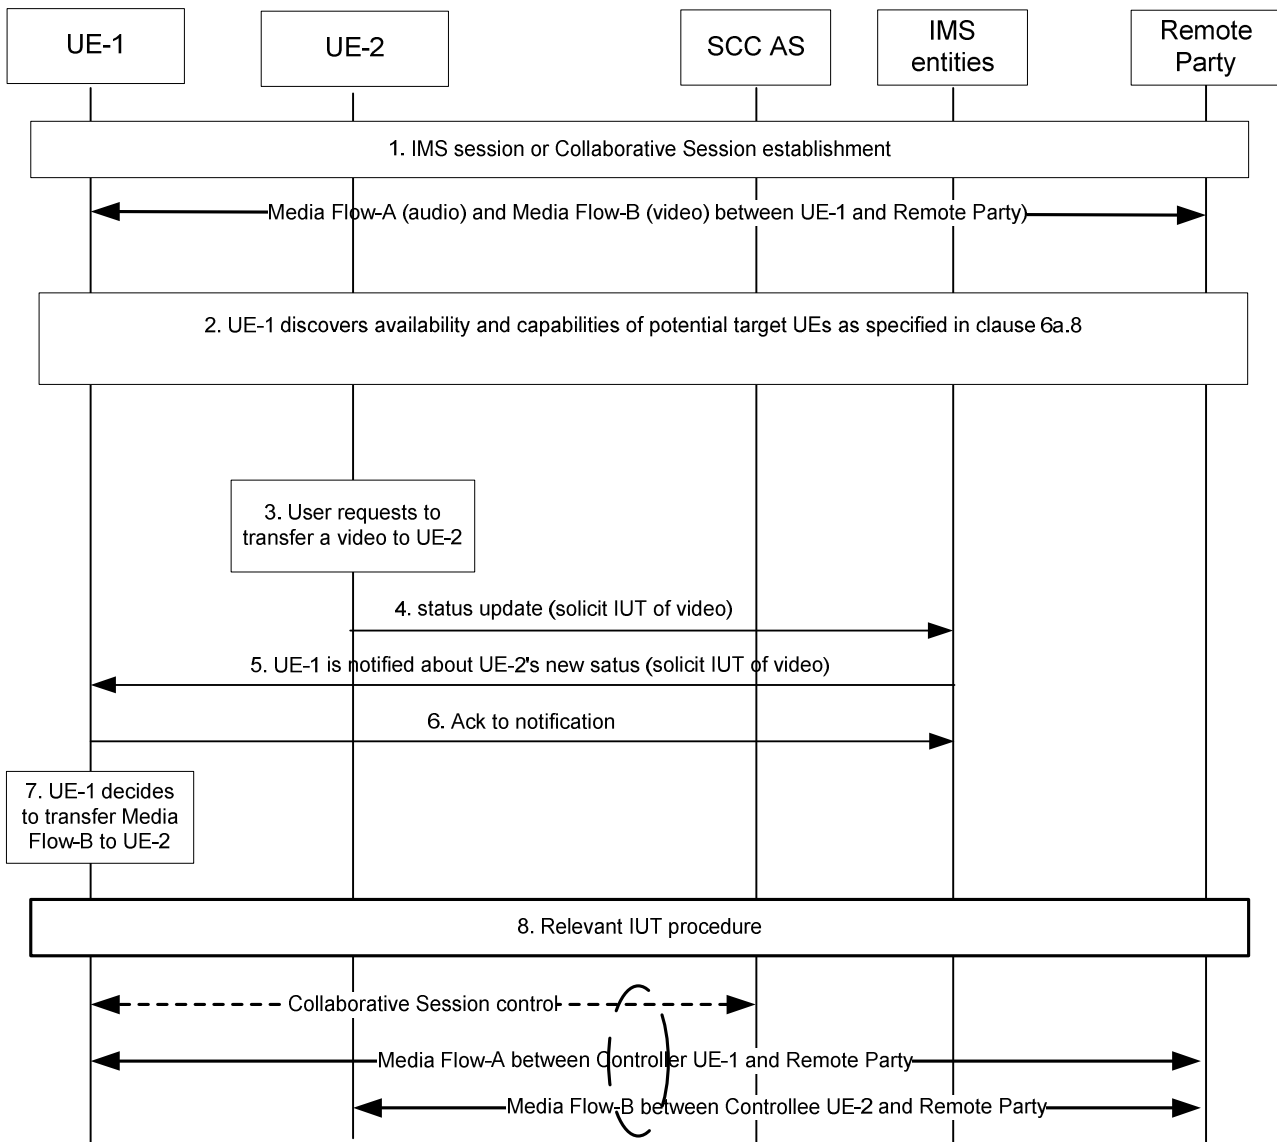 UE-1
UE-2
SCC AS
IMS
entities
Remote
Party
1. IMS session or Collaborative Session establishment
Media Flow-A (audio) and Media Flow-B (video) between UE-1 and Remote Party)
2. UE-1 discovers availability and capabilities of potential target UEs as specified in clause 6a.8
3. User requests to
transfer a video to UE-2
4. status update (solicit IUT of video)
5. UE-1 is notified about UE-2's new satus (solicit IUT of video)
6. Ack to notification
7. UE-1 decides
to transfer Media
Flow-B to UE-2
8. Relevant IUT procedure
Collaborative Session control
Media Flow-A between Controller UE-1 and Remote Party
Media Flow-B between Controllee UE-2 and Remote Party